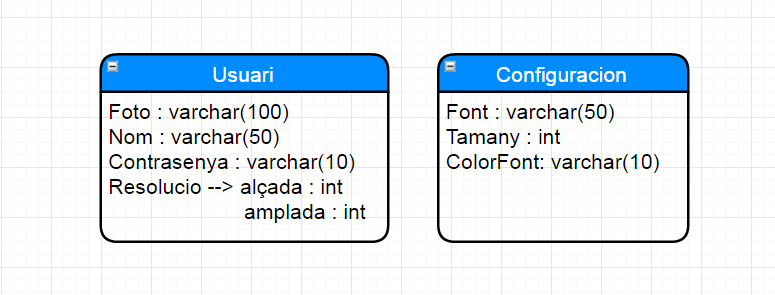 Usuari
Foto : varchar(100)
Nom : varchar(50)
Contrasenya : varchar(10)
Resolucio --> alçada : int
amplada : int
Configuracion
Font : varchar(50)
Tamany : int
ColorFont: varchar(10)